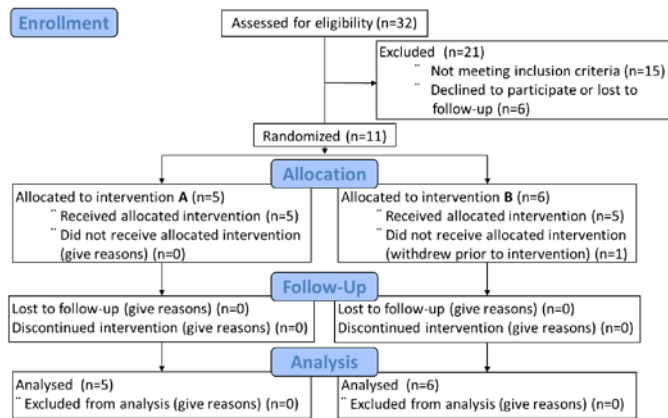 Enrollment
Assessed for eligibility (n=32)
Excluded (n=21)
¨ Not meeting inclusion criteria (n=15)
¨ Declined to participate or lost to
follow-up (n=6)
Randomized (n=11)
Allocation
Allocated to intervention A (n=5)
¨ Received allocated intervention (n=5)
¨ Did not receive allocated intervention
(give reasons) (n=0)
Allocated to intervention B (n=6)
¨ Received allocated intervention (n=5)
¨ Did not receive allocated intervention
(withdrew prior to intervention) (n=1)
Follow-Up
Lost to follow-up (give reasons) (n=0)
Discontinued intervention (give reasons) (n=0)
Lost to follow-up (give reasons) (n=0)
Discontinued intervention (give reasons) (n=0)
Analysis
Analysed (n=5)
¨ Excluded from analysis (give reasons) (n=0)
Analysed (n=6)
¨ Excluded from analysis (give reasons) (n=0)